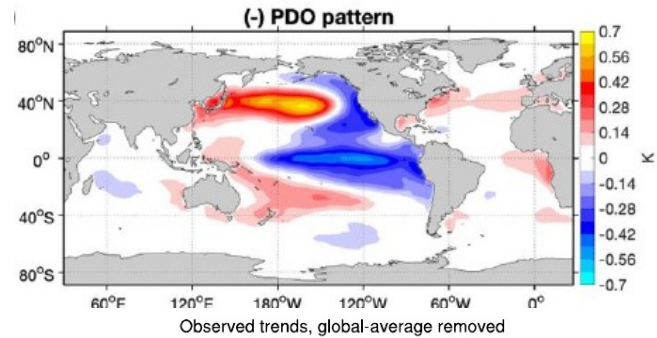 (-) PDO pattern
80°N
40°N
0°
40°S
80°S
60°E 120°E 180°W 120°W 60°W 0°
0.7
0.56
0.42
0.28
0.14
0
-0.14
-0.28
-0.42
-0.56
-0.7
K
Observed trends, global-average removed